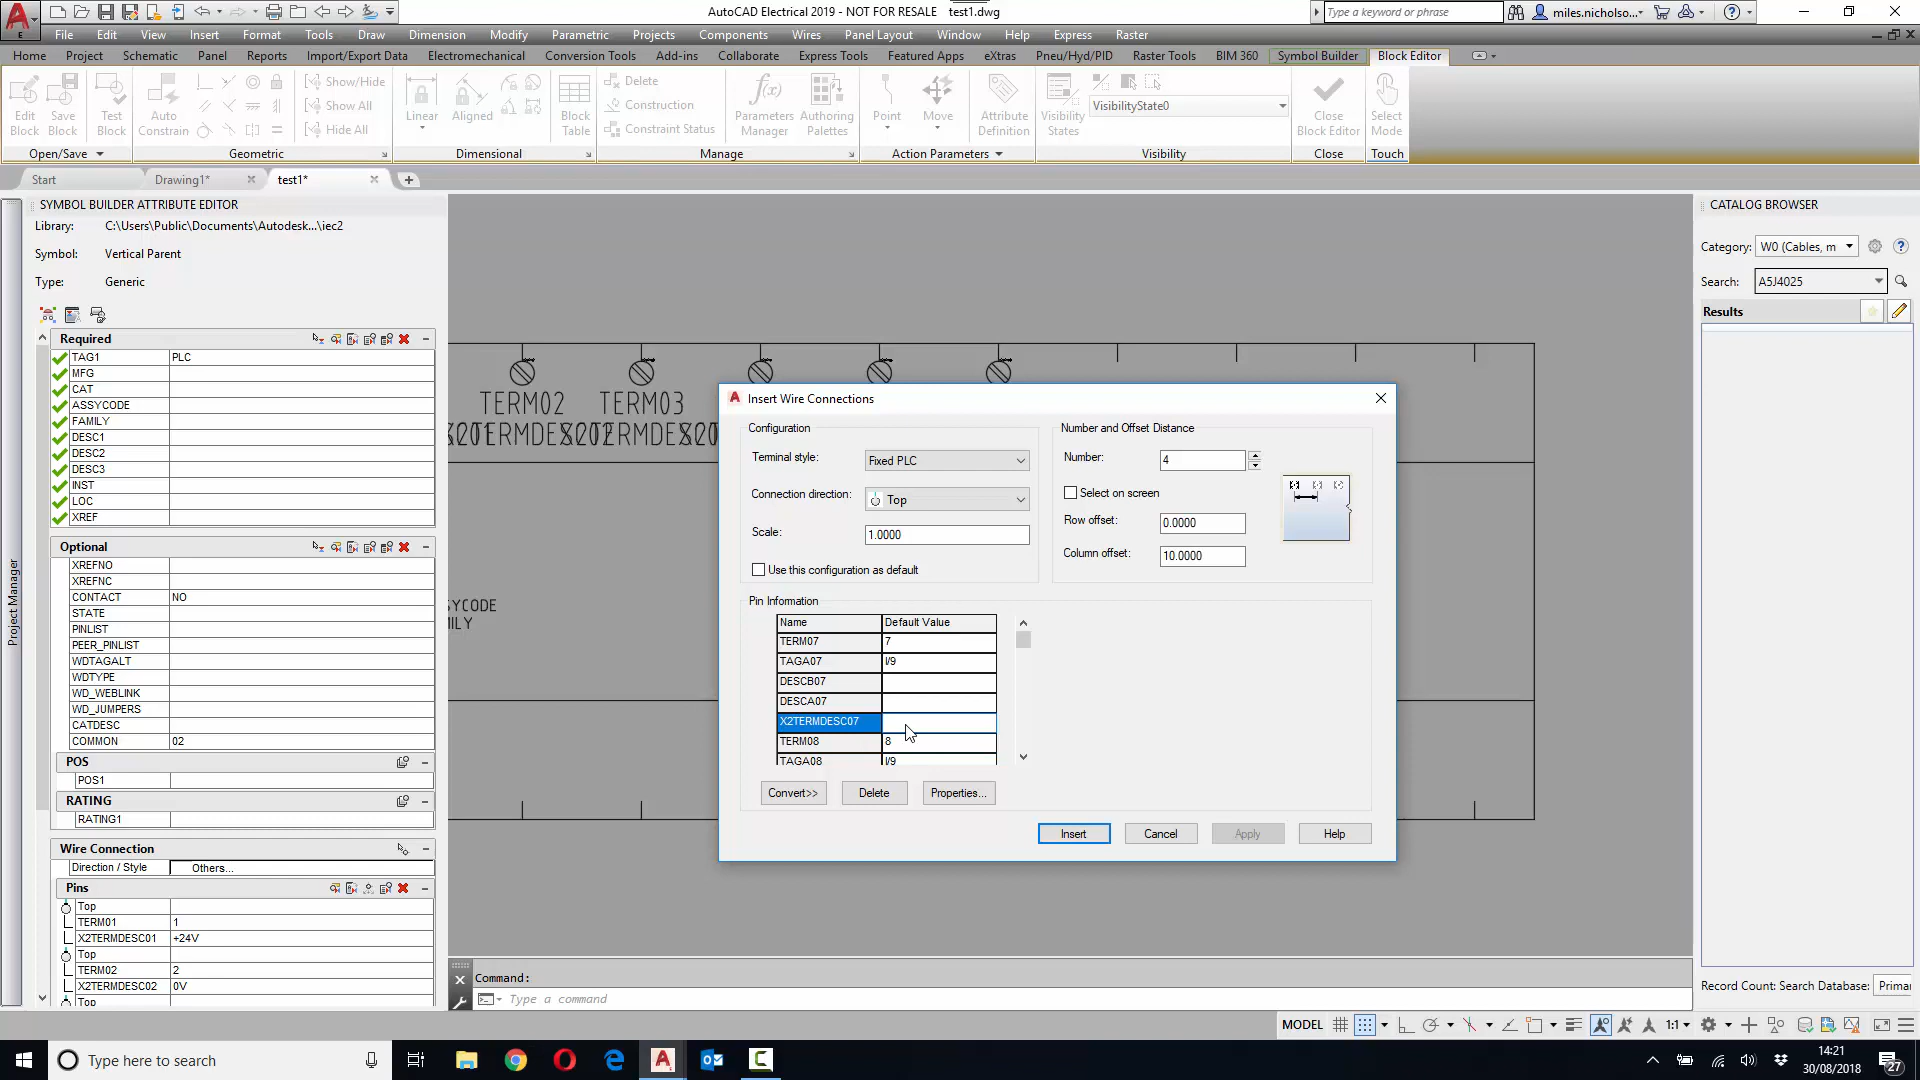 AutoCAD Electrical 2019 - NOT FOR RESALE test1.dwg
Type a keyword or phrase
miles.nicholso...
File Edit View Insert Format Tools Draw Dimension Modify Parametric Projects Components Wires Panel Layout Window Help Express Raster
Home Project Schematic Panel Reports Import/Export Data Electromechanical Conversion Tools Add-ins Collaborate Express Tools Featured Apps eXtras Pneu/Hyd/PID Raster Tools BIM 360 Symbol Builder Block Editor
Edit Block
Save Block
Test Block
Auto Constrain
Show/Hide
Show All
Hide All
Linear
Aligned
Block Table
Delete
Construction
Constraint Status
Parameters Manager
Authoring Palettes
Point
Move
Attribute Definition
Visibility States
VisibilityState0
Close Block Editor
Select Mode
Open/Save Geometric Dimensional Manage Action Parameters Visibility Close Touch
Start Drawing1* test1*
SYMBOL BUILDER ATTRIBUTE EDITOR
Library: C:\Users\Public\Documents\Autodesk...\iec2
Symbol: Vertical Parent
Type: Generic
Project Manager
Required
TAG1 PLC
MFG
CAT
ASSYCODE
FAMILY
DESC1
DESC2
DESC3
INST
LOC
XREF
Optional
XREFNO
XREFNC
CONTACT NO
STATE
PINLIST
PEER_PINLIST
WDTAGALT
WDTYPE
WD_WEBLINK
WD_JUMPERS
CATDESC
COMMON 02
POS
POS1
RATING
RATING1
Wire Connection
Direction / Style Others...
Pins
Top
TERM01 1
X2TERMDESC01 +24V
Top
TERM02 2
X2TERMDESC02 0V
Top
TERM02 TERM03
Insert Wire Connections
Configuration
Terminal style: Fixed PLC
Connection direction: Top
Scale: 1.0000
Use this configuration as default
Number and Offset Distance
Number: 4
Select on screen
Row offset: 0.0000
Column offset: 10.0000
Pin Information
Name Default Value
TERM07 7
TAGA07 I/9
DESCB07
DESCA07
X2TERMDESC07
TERM08 8
TAGA08 I/9
Convert>> Delete Properties...
Insert Cancel Apply Help
CATALOG BROWSER
Category: W0 (Cables, m
Search: A5J4025
Results
Record Count: Search Database: Primar
Command:
Type a command
MODEL 1:1
Type here to search
14:21
30/08/2018
27